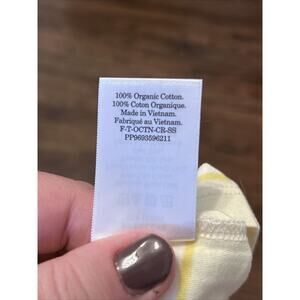 100% Organic Cotton.
100% Coton Organique.
Made in Vietnam.
Fabriqué au Vietnam.
F-T-OCTN-CR-SS
PP9693596211